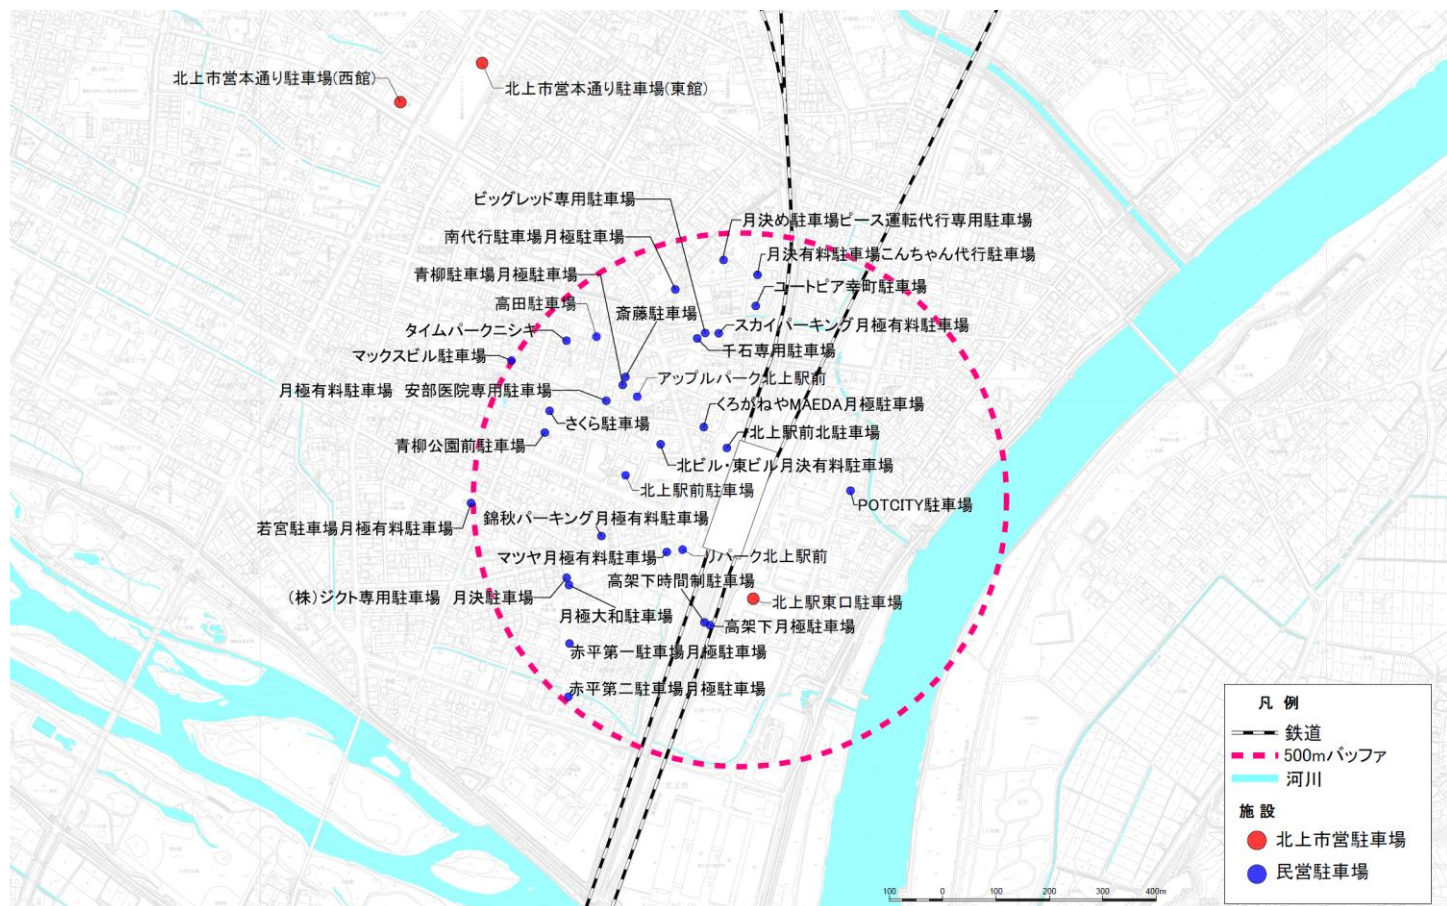 北上市営本通り駐車場(西館)
北上市営本通り駐車場(東館)
ビッグレッド専用駐車場
月決め駐車場ピース運転代行専用駐車場
南代行駐車場月極駐車場
月決有料駐車場こんちゃん代行駐車場
青柳駐車場月極駐車場
ユートピア幸町駐車場
高田駐車場
斎藤駐車場
タイムパークニシキ
スカイパーキング月極有料駐車場
千石専用駐車場
マックスビル駐車場
アップルパーク北上駅前
月極有料駐車場 安部医院専用駐車場
くろがねやMAEDA月極駐車場
さくら駐車場
北上駅前北駐車場
青柳公園前駐車場
北ビル・東ビル月決有料駐車場
北上駅前駐車場
POTCITY駐車場
若宮駐車場月極有料駐車場
錦秋パーキング月極有料駐車場
マツヤ月極有料駐車場
リパーク北上駅前
高架下時間制駐車場
(株)ジクト専用駐車場 月決駐車場
北上駅東口駐車場
月極大和駐車場
高架下月極駐車場
赤平第一駐車場月極駐車場
赤平第二駐車場月極駐車場
凡 例
鉄道
500mバッファ
河川
施 設
北上市営駐車場
民営駐車場
100 0 100 200 300 400m